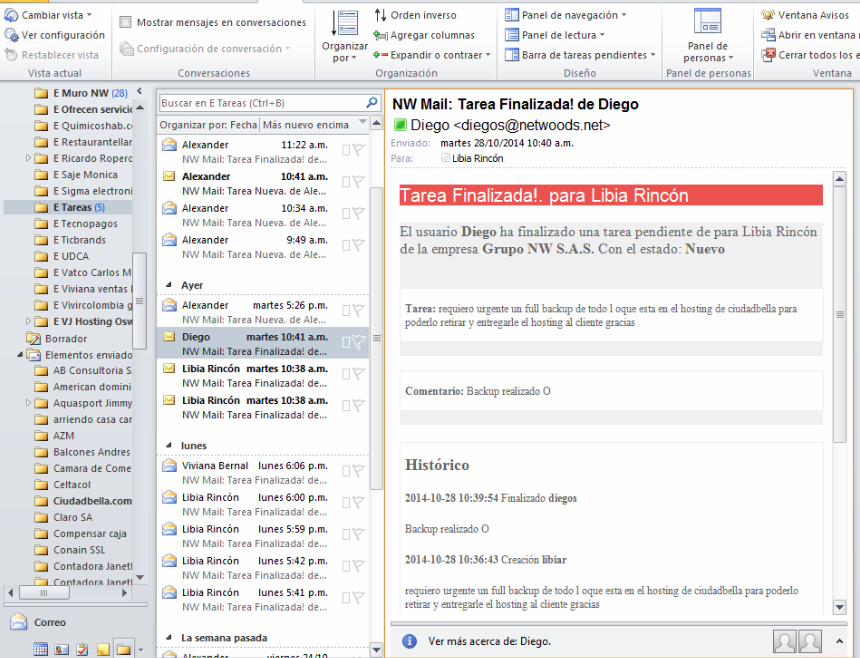 Cambiar vista
Ver configuración
Restablecer vista
Vista actual
Mostrar mensajes en conversaciones
Configuración de conversación
Conversaciones
Organizar
por
Orden inverso
Agregar columnas
Expandir o contraer
Organización
Panel de navegación
Panel de lectura
Barra de tareas pendientes
Diseño
Panel de
personas
Panel de personas
Ventana Avisos
Abrir en ventana
Cerrar todos los e
Ventana
E Muro NW (28)
E Ofrecen servicio
E Quimicoshab.c
E Restaurantellar
E Ricardo Ropero
E Saje Monica
E Sigma electroni
E Tareas (5)
E Tecnopagos
E Ticbrands
E UDCA
E Vatco Carlos M
E Viviana ventas
E Vivircolombia g
E VJ Hosting Osw
Borrador
Elementos enviado
AB Consultoria S.
American domini
Aquasport Jimmy
arriendo casa car
AZM
Balcones Andres
Camara de Come
Celtacol
Ciudadbella.com
Claro SA
Compensar caja
Conain SSL
Contadora Janetl
Contadora Janetl
Correo
Buscar en E Tareas (Ctrl+B)
Organizar por: Fecha Más nuevo encima
Alexander 11:22 a.m.
NW Mail: Tarea Finalizada! de...
Alexander 10:41 a.m.
NW Mail: Tarea Nueva. de Ale...
Alexander 10:34 a.m.
NW Mail: Tarea Nueva. de Ale...
Alexander 9:49 a.m.
NW Mail: Tarea Nueva. de Ale...
Ayer
Alexander martes 5:26 p.m.
NW Mail: Tarea Nueva. de Ale...
Diego martes 10:41 a.m.
NW Mail: Tarea Finalizada! de...
Libia Rincón martes 10:38 a.m.
NW Mail: Tarea Finalizada! de...
Libia Rincón martes 10:38 a.m.
NW Mail: Tarea Finalizada! de...
lunes
Viviana Bernal lunes 6:06 p.m.
NW Mail: Tarea Finalizada! de...
Libia Rincón lunes 6:00 p.m.
NW Mail: Tarea Finalizada! de...
Libia Rincón lunes 5:59 p.m.
NW Mail: Tarea Finalizada! de...
Libia Rincón lunes 5:42 p.m.
NW Mail: Tarea Finalizada! de...
Libia Rincón lunes 5:41 p.m.
NW Mail: Tarea Finalizada! de...
La semana pasada
Alexander viernes 24/10
NW Mail: Tarea Finalizada! de Diego
Diego <diegos@netwoods.net>
Enviado: martes 28/10/2014 10:40 a.m.
Para: Libia Rincón
Tarea Finalizada!. para Libia Rincón
El usuario Diego ha finalizado una tarea pendiente de para Libia Rincón
de la empresa Grupo NW S.A.S. Con el estado: Nuevo
Tarea: requiero urgente un full backup de todo l oque esta en el hosting de ciudadbella para
poderlo retirar y entregarle el hosting al cliente gracias
Comentario: Backup realizado O
Histórico
2014-10-28 10:39:54 Finalizado diegos
Backup realizado O
2014-10-28 10:36:43 Creación libiar
requiero urgente un full backup de todo l oque esta en el hosting de ciudadbella para poderlo
retirar y entregarle el hosting al cliente gracias
Ver más acerca de: Diego.